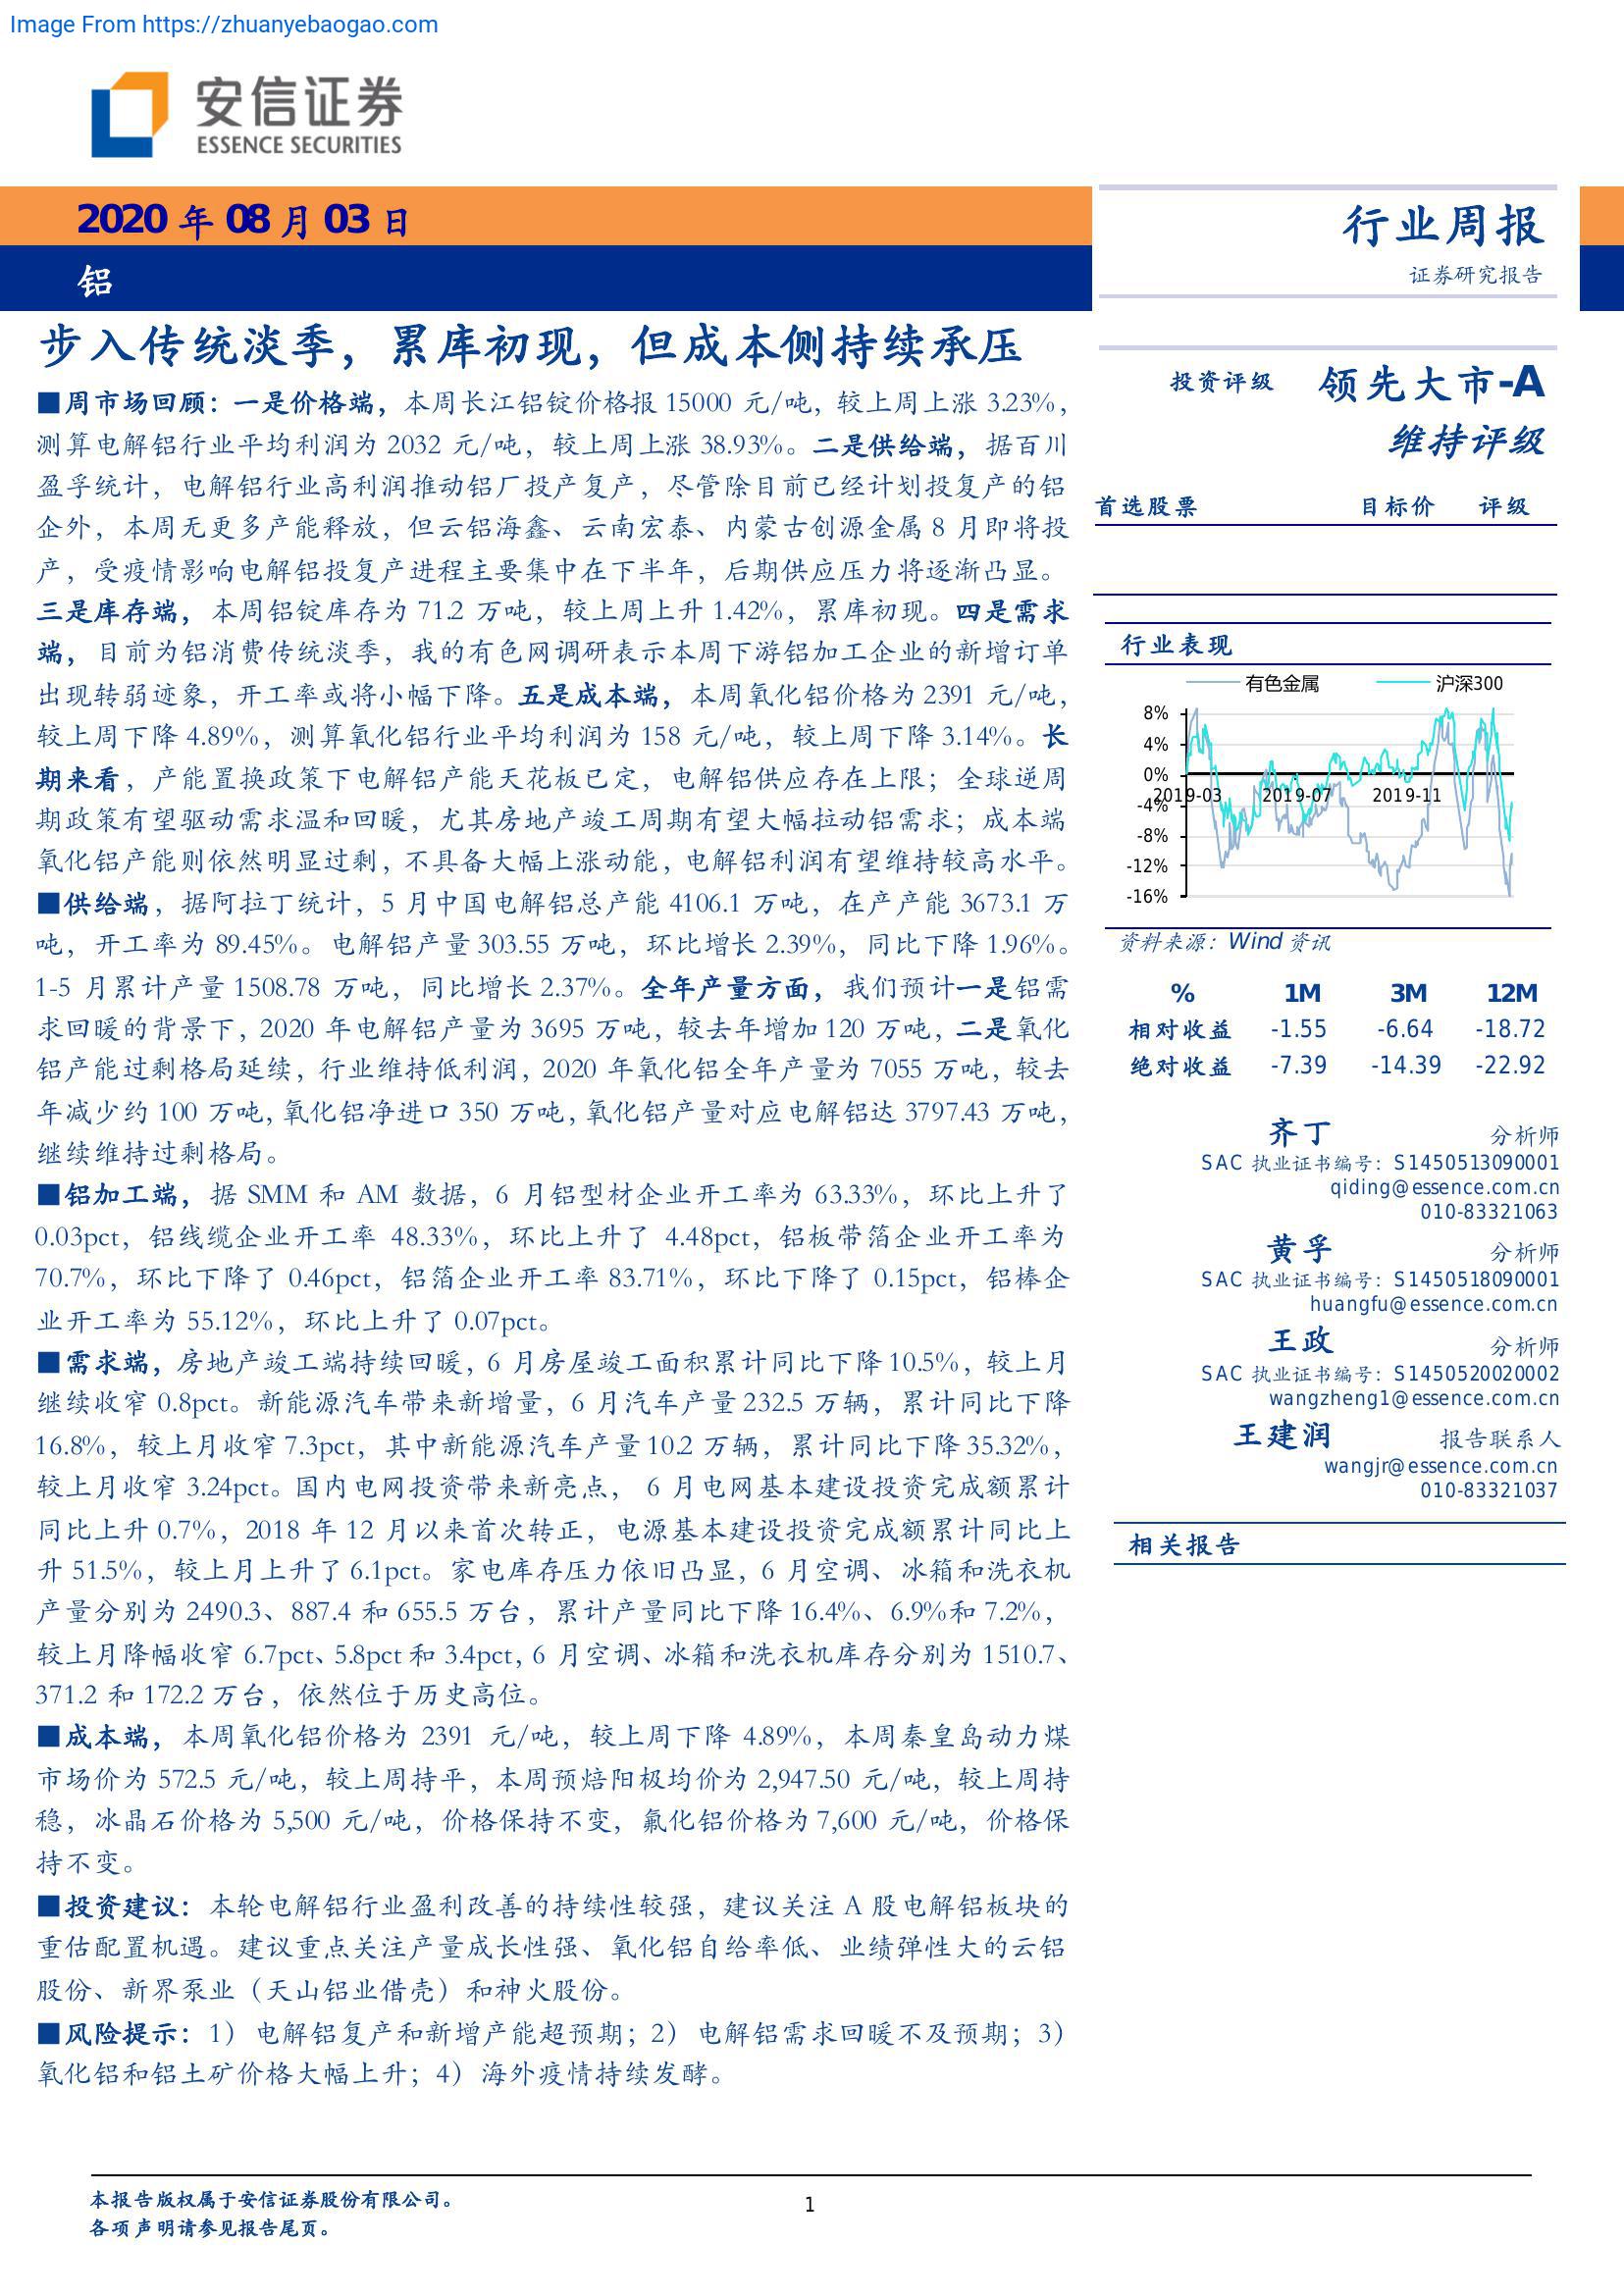 Image From https://zhuanyebaogao.com
安信证券
ESSENCE SECURITIES
2020 年 08 月 03 日
铝
行业周报
证券研究报告
步入传统淡季，累库初现，但成本侧持续承压
■周市场回顾：一是价格端，本周长江铝锭价格报 15000 元/吨, 较上周上涨 3.23%,
测算电解铝行业平均利润为 2032 元/吨，较上周上涨 38.93%。二是供给端，据百川
盈孚统计，电解铝行业高利润推动铝厂投产复产，尽管除目前已经计划投复产的铝
企外，本周无更多产能释放，但云铝海鑫、云南宏泰、内蒙古创源金属 8 月即将投
产，受疫情影响电解铝投复产进程主要集中在下半年，后期供应压力将逐渐凸显。
三是库存端，本周铝锭库存为 71.2 万吨，较上周上升 1.42%，累库初现。四是需求
端，目前为铝消费传统淡季，我的有色网调研表示本周下游铝加工企业的新增订单
出现转弱迹象，开工率或将小幅下降。五是成本端，本周氧化铝价格为 2391 元/吨，
较上周下降 4.89%，测算氧化铝行业平均利润为 158 元/吨，较上周下降 3.14%。长
期来看，产能置换政策下电解铝产能天花板已定，电解铝供应存在上限；全球逆周
期政策有望驱动需求温和回暖，尤其房地产竣工周期有望大幅拉动铝需求；成本端
氧化铝产能则依然明显过剩，不具备大幅上涨动能，电解铝利润有望维持较高水平。
■供给端，据阿拉丁统计，5 月中国电解铝总产能 4106.1 万吨，在产产能 3673.1 万
吨，开工率为 89.45%。电解铝产量 303.55 万吨，环比增长 2.39%，同比下降 1.96%。
1-5 月累计产量 1508.78 万吨，同比增长 2.37%。全年产量方面，我们预计一是铝需
求回暖的背景下，2020 年电解铝产量为 3695 万吨，较去年增加 120 万吨, 二是氧化
铝产能过剩格局延续，行业维持低利润，2020 年氧化铝全年产量为 7055 万吨，较去
年减少约 100 万吨, 氧化铝净进口 350 万吨, 氧化铝产量对应电解铝达 3797.43 万吨,
继续维持过剩格局。
■铝加工端，据 SMM 和 AM 数据，6 月铝型材企业开工率为 63.33%，环比上升了
0.03pct，铝线缆企业开工率 48.33%，环比上升了 4.48pct，铝板带箔企业开工率为
70.7%，环比下降了 0.46pct，铝箔企业开工率 83.71%，环比下降了 0.15pct，铝棒企
业开工率为 55.12%，环比上升了 0.07pct。
■需求端，房地产竣工端持续回暖，6 月房屋竣工面积累计同比下降 10.5%，较上月
继续收窄 0.8pct。新能源汽车带来新增量，6 月汽车产量 232.5 万辆，累计同比下降
16.8%，较上月收窄 7.3pct，其中新能源汽车产量 10.2 万辆，累计同比下降 35.32%，
较上月收窄 3.24pct。国内电网投资带来新亮点， 6 月电网基本建设投资完成额累计
同比上升 0.7%，2018 年 12 月以来首次转正，电源基本建设投资完成额累计同比上
升 51.5%，较上月上升了 6.1pct。家电库存压力依旧凸显，6 月空调、冰箱和洗衣机
产量分别为 2490.3、887.4 和 655.5 万台，累计产量同比下降 16.4%、6.9%和 7.2%，
较上月降幅收窄 6.7pct、5.8pct 和 3.4pct, 6 月空调、冰箱和洗衣机库存分别为 1510.7、
371.2 和 172.2 万台，依然位于历史高位。
■成本端，本周氧化铝价格为 2391 元/吨，较上周下降 4.89%，本周秦皇岛动力煤
市场价为 572.5 元/吨，较上周持平，本周预焙阳极均价为 2,947.50 元/吨，较上周持
稳，冰晶石价格为 5,500 元/吨，价格保持不变，氟化铝价格为 7,600 元/吨，价格保
持不变。
■投资建议：本轮电解铝行业盈利改善的持续性较强，建议关注 A 股电解铝板块的
重估配置机遇。建议重点关注产量成长性强、氧化铝自给率低、业绩弹性大的云铝
股份、新界泵业（天山铝业借壳）和神火股份。
■风险提示：1）电解铝复产和新增产能超预期；2）电解铝需求回暖不及预期；3）
氧化铝和铝土矿价格大幅上升；4）海外疫情持续发酵。
投资评级 领先大市-A
维持评级
首选股票 目标价 评级
行业表现
有色金属 沪深300
8%
4%
0%
2019-03 2019-07 2019-11
-4%
-8%
-12%
-16%
资料来源：Wind 资讯
% 1M 3M 12M
相对收益 -1.55 -6.64 -18.72
绝对收益 -7.39 -14.39 -22.92
齐丁 分析师
SAC 执业证书编号：S1450513090001
qiding@essence.com.cn
010-83321063
黄孚 分析师
SAC 执业证书编号：S1450518090001
huangfu@essence.com.cn
王政 分析师
SAC 执业证书编号：S1450520020002
wangzheng1@essence.com.cn
王建润 报告联系人
wangjr@essence.com.cn
010-83321037
相关报告
本报告版权属于安信证券股份有限公司。
各项声明请参见报告尾页。
1